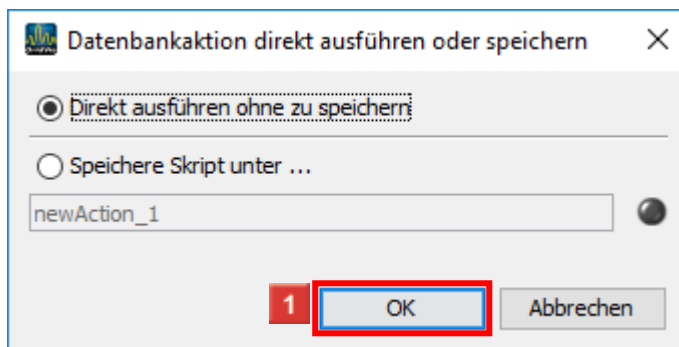 Datenbankaktion direkt ausführen oder speichern
Direkt ausführen ohne zu speichern
Speichere Skript unter ...
newAction_1
1
OK Abbrechen